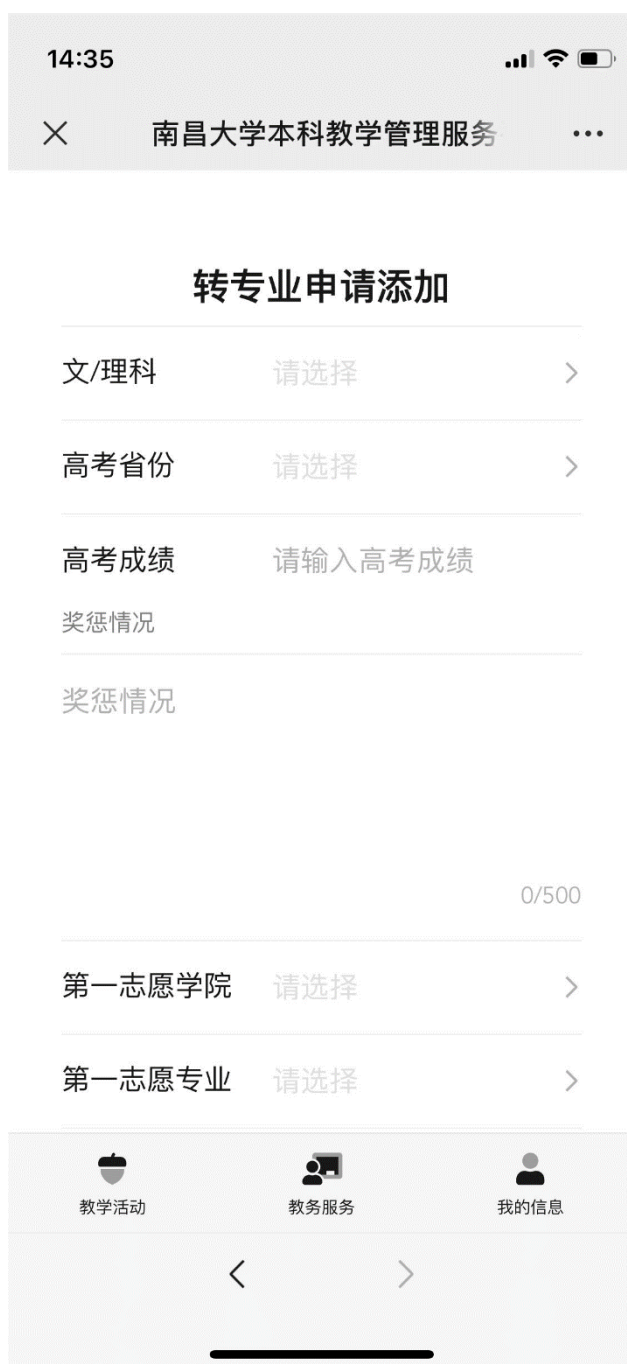 14:35
南昌大学本科教学管理服务
转专业申请添加
文/理科 请选择
高考省份 请选择
高考成绩 请输入高考成绩
奖惩情况
奖惩情况
0/500
第一志愿学院 请选择
第一志愿专业 请选择
教学活动 教务服务 我的信息